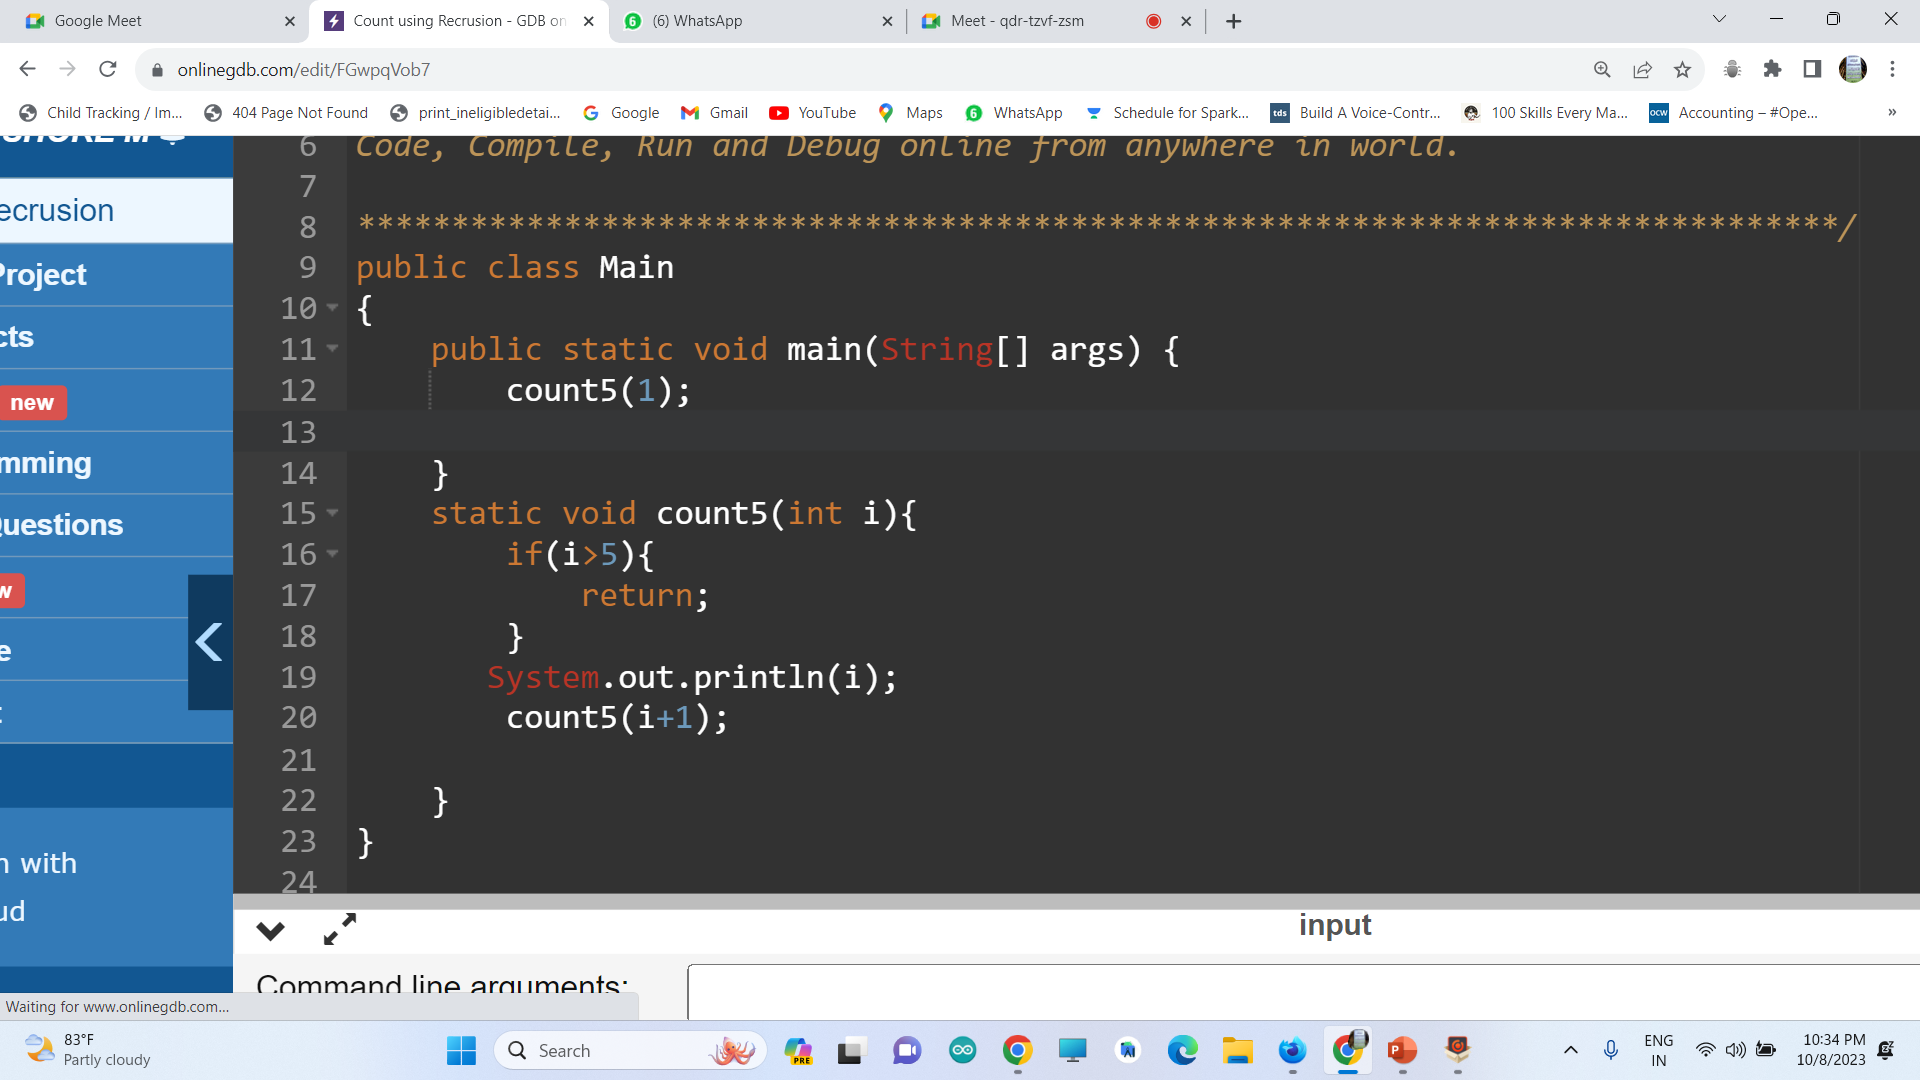 Google Meet
Count using Recrusion - GDB on
(6) WhatsApp
Meet - qdr-tzvf-zsm
onlinegdb.com/edit/FGwpqVob7
Child Tracking / Im...
404 Page Not Found
print_ineligibledetai...
Google
Gmail
YouTube
Maps
WhatsApp
Schedule for Spark...
tds
Build A Voice-Contr...
100 Skills Every Ma...
ocw
Accounting – #Ope...
»
ecrusion
Project
cts
new
mming
Questions
w
e
n with
ud
6 Code, Compile, Run and Debug online from anywhere in world.
7
8 *******************************************************************************/
9 public class Main
10 {
11 public static void main(String[] args) {
12 count5(1);
13
14 }
15 static void count5(int i){
16 if(i>5){
17 return;
18 }
19 System.out.println(i);
20 count5(i+1);
21
22 }
23 }
24
input
Command line arguments:
Waiting for www.onlinegdb.com...
83°F
Partly cloudy
Search
PRE
ENG
IN
10:34 PM
10/8/2023